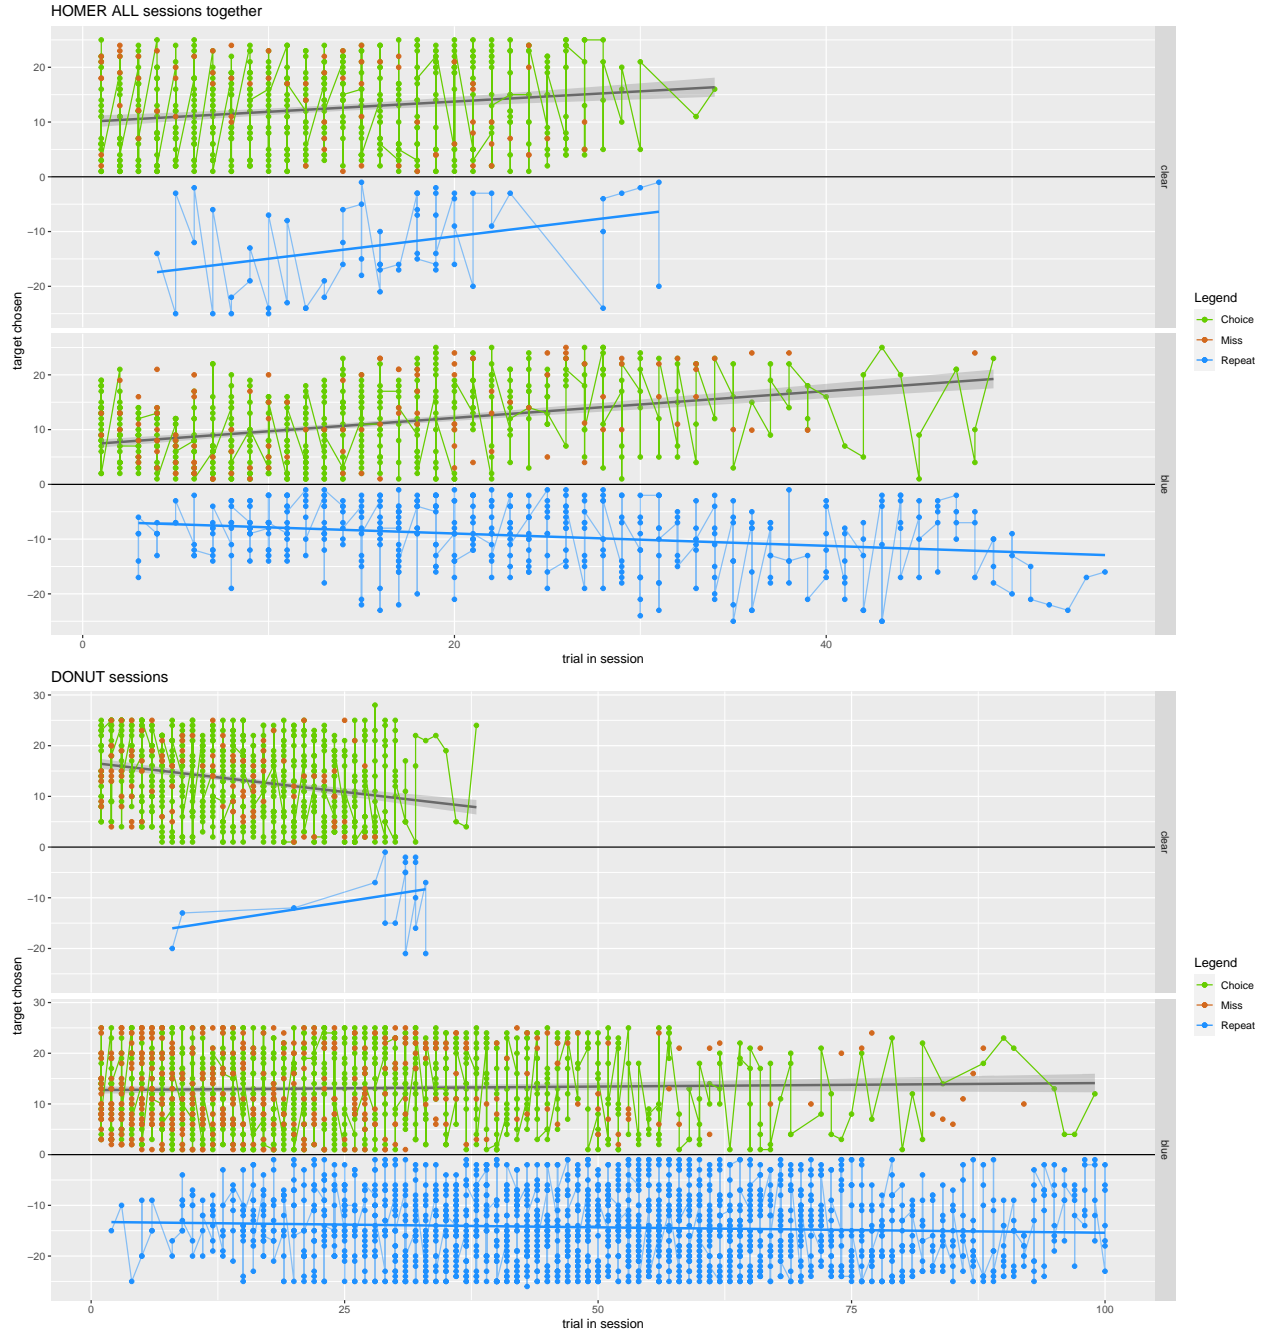 HOMER ALL sessions together
20
10
0
−10
−20
clear
20
10
0
−10
−20
blue
target chosen
0
20
40
trial in session
Legend
Choice
Miss
Repeat
DONUT sessions
30
20
10
0
−10
−20
clear
30
20
10
0
−10
−20
blue
target chosen
0
25
50
75
100
trial in session
Legend
Choice
Miss
Repeat